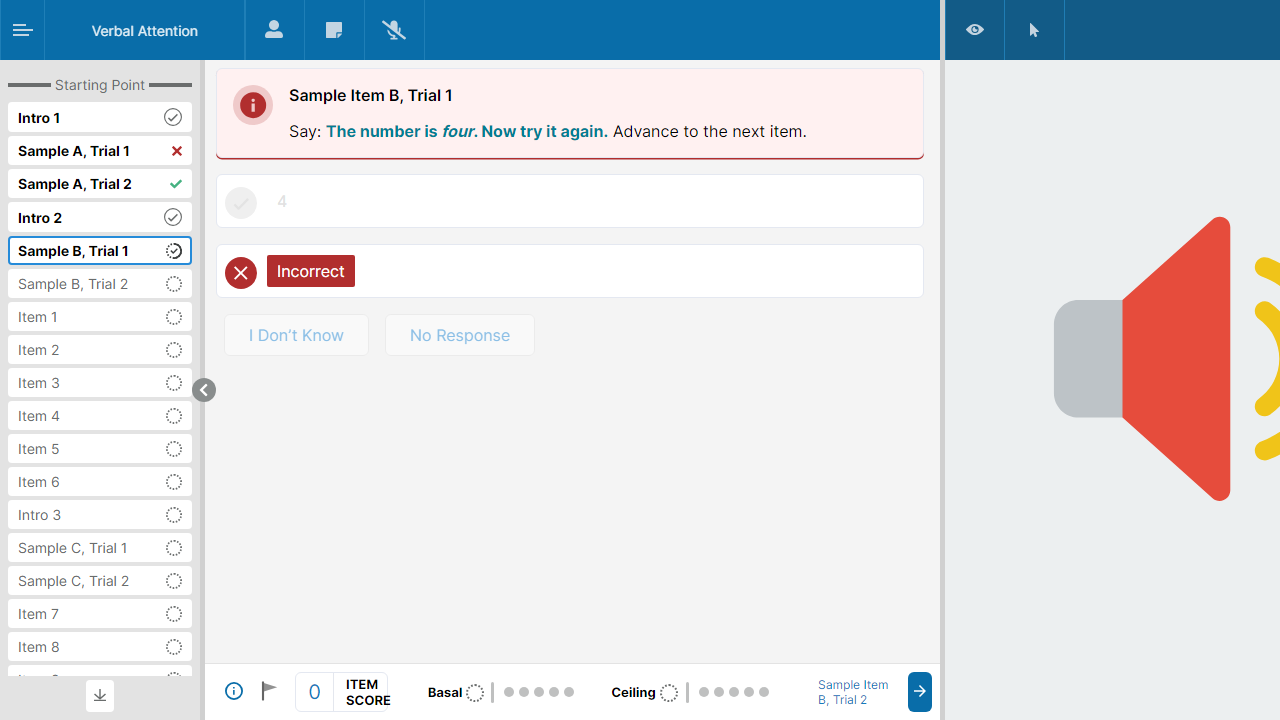 Verbal Attention
Starting Point
Intro 1
Sample A, Trial 1
Sample A, Trial 2
Intro 2
Sample B, Trial 1
Sample B, Trial 2
Item 1
Item 2
Item 3
Item 4
Item 5
Item 6
Intro 3
Sample C, Trial 1
Sample C, Trial 2
Item 7
Item 8
Sample Item B, Trial 1
Say: The number is four. Now try it again. Advance to the next item.
4
Incorrect
I Don't Know
No Response
0
ITEM
SCORE
Basal
Ceiling
Sample Item
B, Trial 2